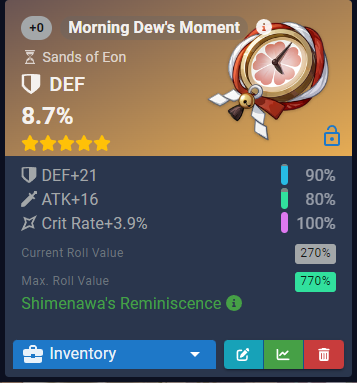 +0 Morning Dew's Moment i
Sands of Eon
DEF
8.7%
DEF+21 90%
ATK+16 80%
Crit Rate+3.9% 100%
Current Roll Value 270%
Max. Roll Value 770%
Shimenawa's Reminiscence i
Inventory